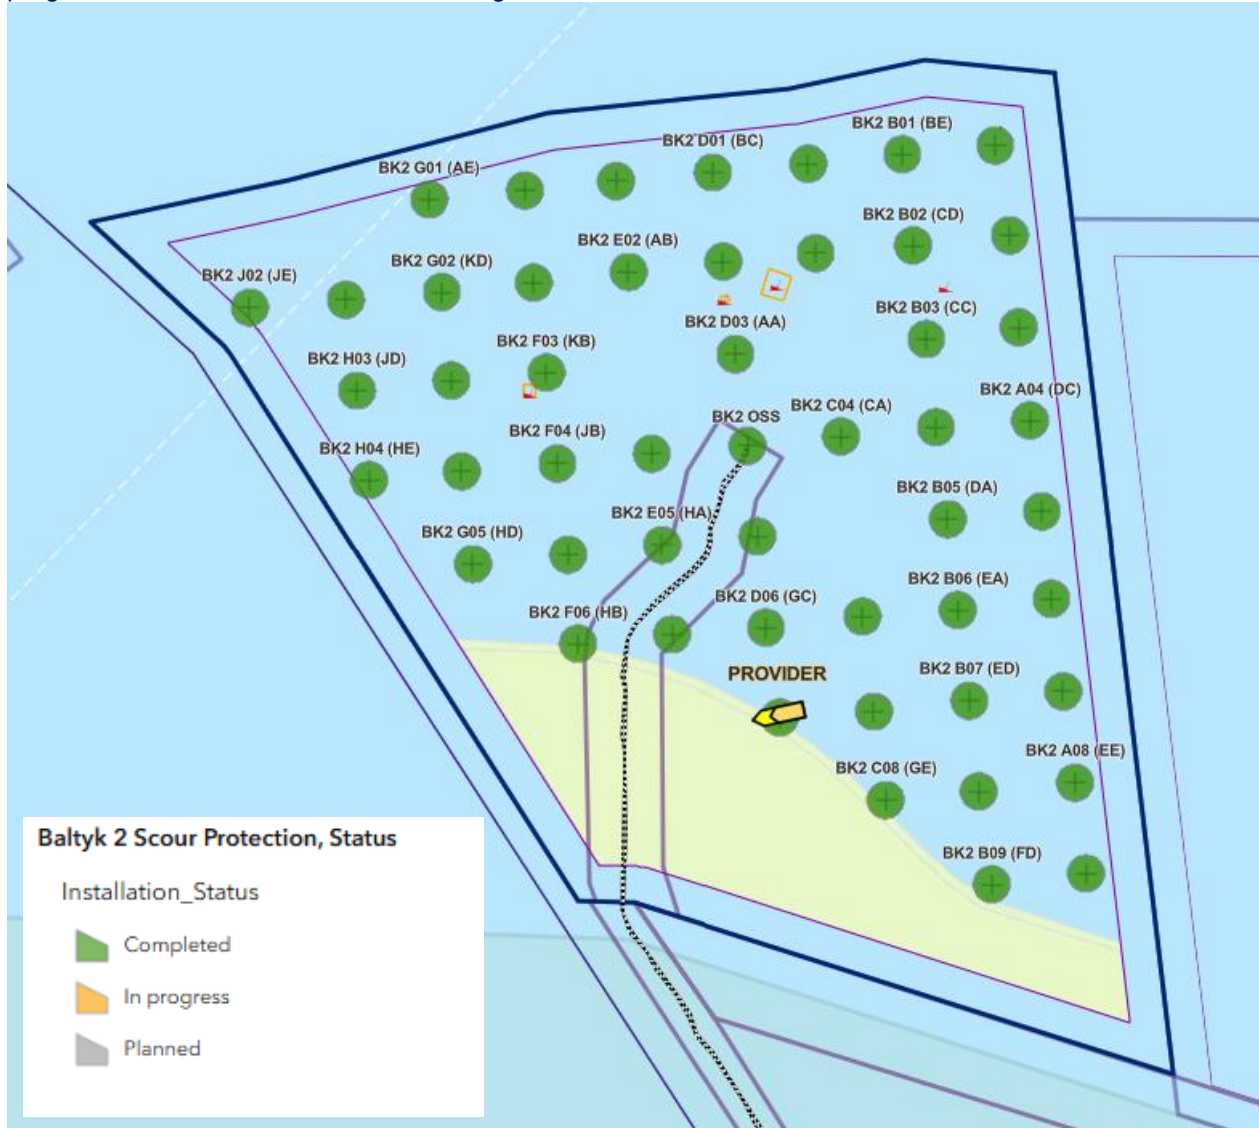 BK2 B01 (BE)
BK2 D01 (BC)
BK2 G01 (AE)
BK2 B02 (CD)
BK2 E02 (AB)
BK2 G02 (KD)
BK2 J02 (JE)
BK2 B03 (CC)
BK2 D03 (AA)
BK2 F03 (KB)
BK2 H03 (JD)
BK2 A04 (DC)
BK2 C04 (CA)
BK2 OSS
BK2 F04 (JB)
BK2 H04 (HE)
BK2 B05 (DA)
BK2 E05 (HA)
BK2 G05 (HD)
BK2 B06 (EA)
BK2 D06 (GC)
BK2 F06 (HB)
BK2 B07 (ED)
PROVIDER
BK2 A08 (EE)
BK2 C08 (GE)
BK2 B09 (FD)
Baltyk 2 Scour Protection, Status
Installation_Status
Completed
In progress
Planned